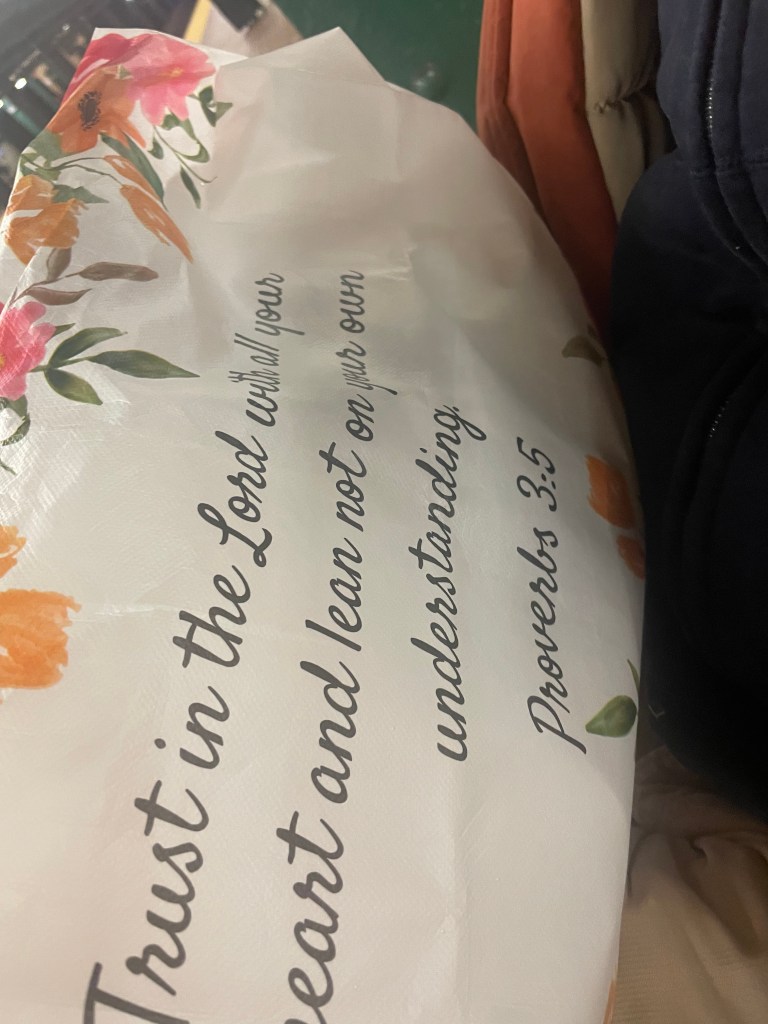 Trust in the Lord with all your
eart and lean not on your own
understanding.
Proverbs 3:5